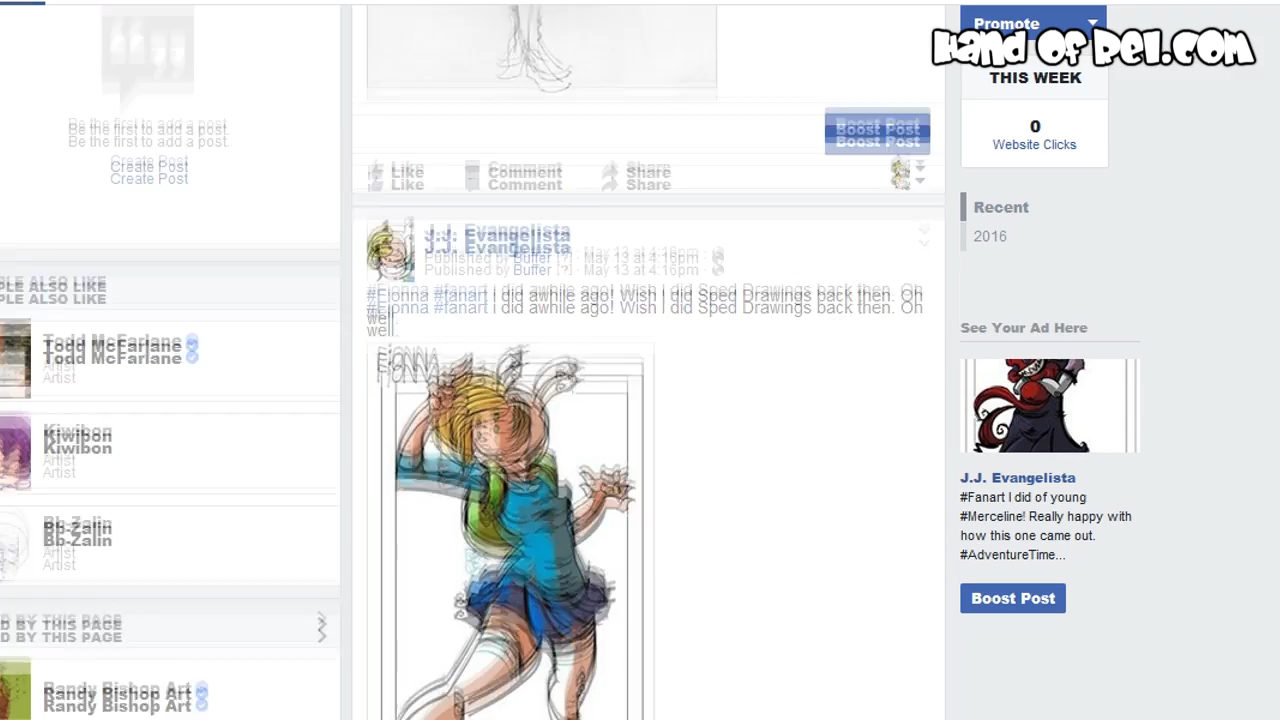 Promote
Hand Of Rei.com
THIS WEEK
0
Website Clicks
Be the first to add a post.
Create Post
Boost Post
Like Comment Share
Recent
2016
J.J. Evangelista
Published by Buffer [?] · May 13 at 4:16pm ·
#Fionna #fanart I did awhile ago! Wish I did Sped Drawings back then. Oh
well.
FIONNA
PLE ALSO LIKE
Todd McFarlane
Artist
Kiwibon
Artist
Bb-Zalin
Artist
D BY THIS PAGE
Randy Bishop Art
See Your Ad Here
J.J. Evangelista
#Fanart I did of young
#Merceline! Really happy with
how this one came out.
#AdventureTime...
Boost Post